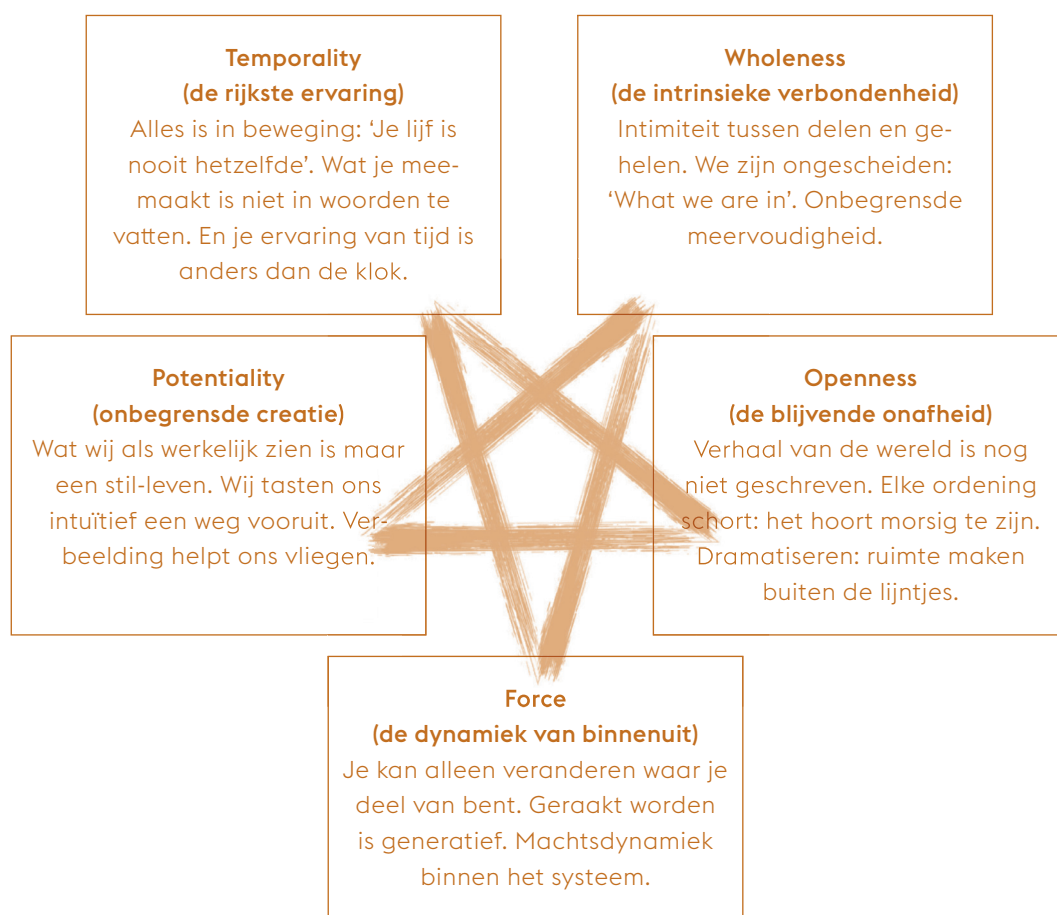 Temporality
(de rijkste ervaring)
Alles is in beweging: ‘Je lijf is
nooit hetzelfde’. Wat je mee-
maakt is niet in woorden te
vatten. En je ervaring van tijd is
anders dan de klok.
Wholeness
(de intrinsieke verbondenheid)
Intimiteit tussen delen en ge-
helen. We zijn ongescheiden:
‘What we are in’. Onbegrensde
meervoudigheid.
Potentiality
(onbegrensde creatie)
Wat wij als werkelijk zien is maar
een stil-leven. Wij tasten ons
intuïtief een weg vooruit. Ver-
beelding helpt ons vliegen.
Openness
(de blijvende onafheid)
Verhaal van de wereld is nog
niet geschreven. Elke ordening
schort: het hoort morsig te zijn.
Dramatiseren: ruimte maken
buiten de lijntjes.
Force
(de dynamiek van binnenuit)
Je kan alleen veranderen waar je
deel van bent. Geraakt worden
is generatief. Machtsdynamiek
binnen het systeem.